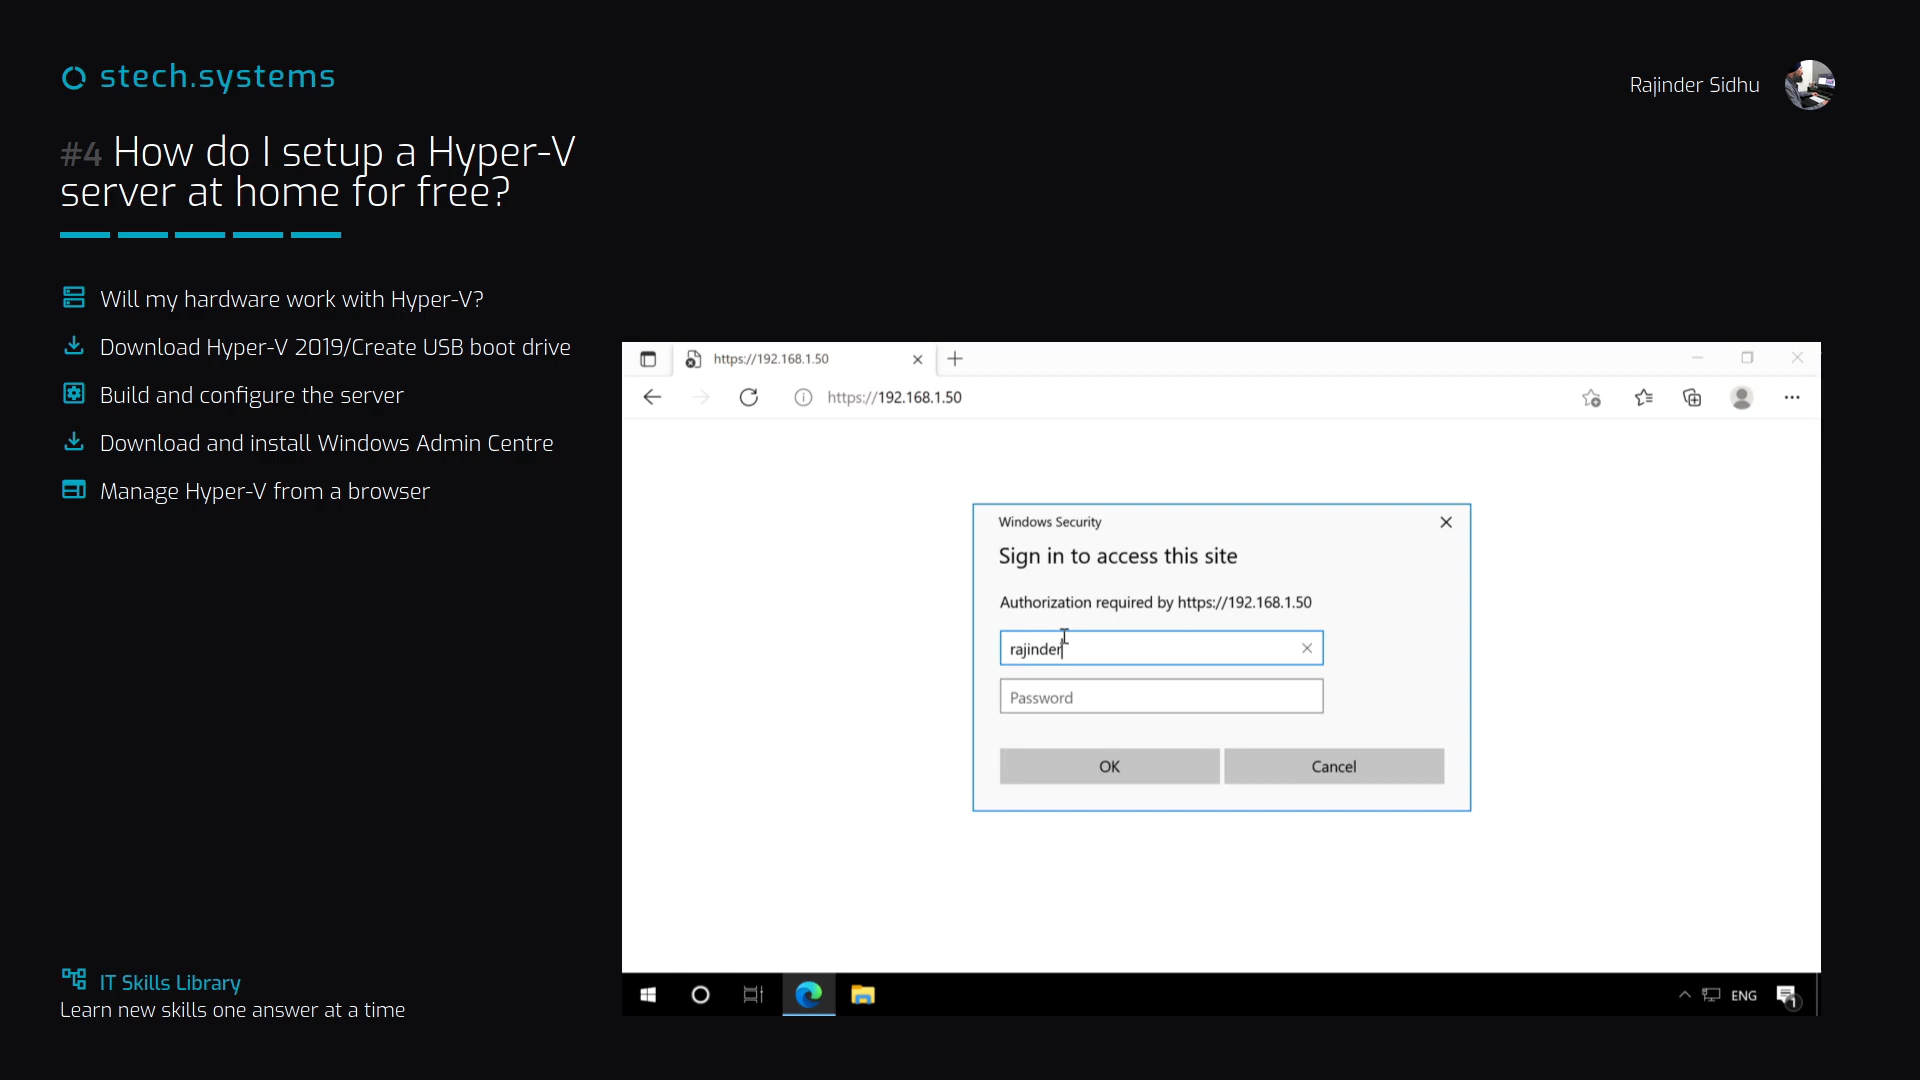 stech.systems
Rajinder Sidhu
#4 How do I setup a Hyper-V
server at home for free?
Will my hardware work with Hyper-V?
Download Hyper-V 2019/Create USB boot drive
Build and configure the server
Download and install Windows Admin Centre
Manage Hyper-V from a browser
https://192.168.1.50
https://192.168.1.50
Windows Security
Sign in to access this site
Authorization required by https://192.168.1.50
rajinder
Password
OK
Cancel
ENG
1
IT Skills Library
Learn new skills one answer at a time